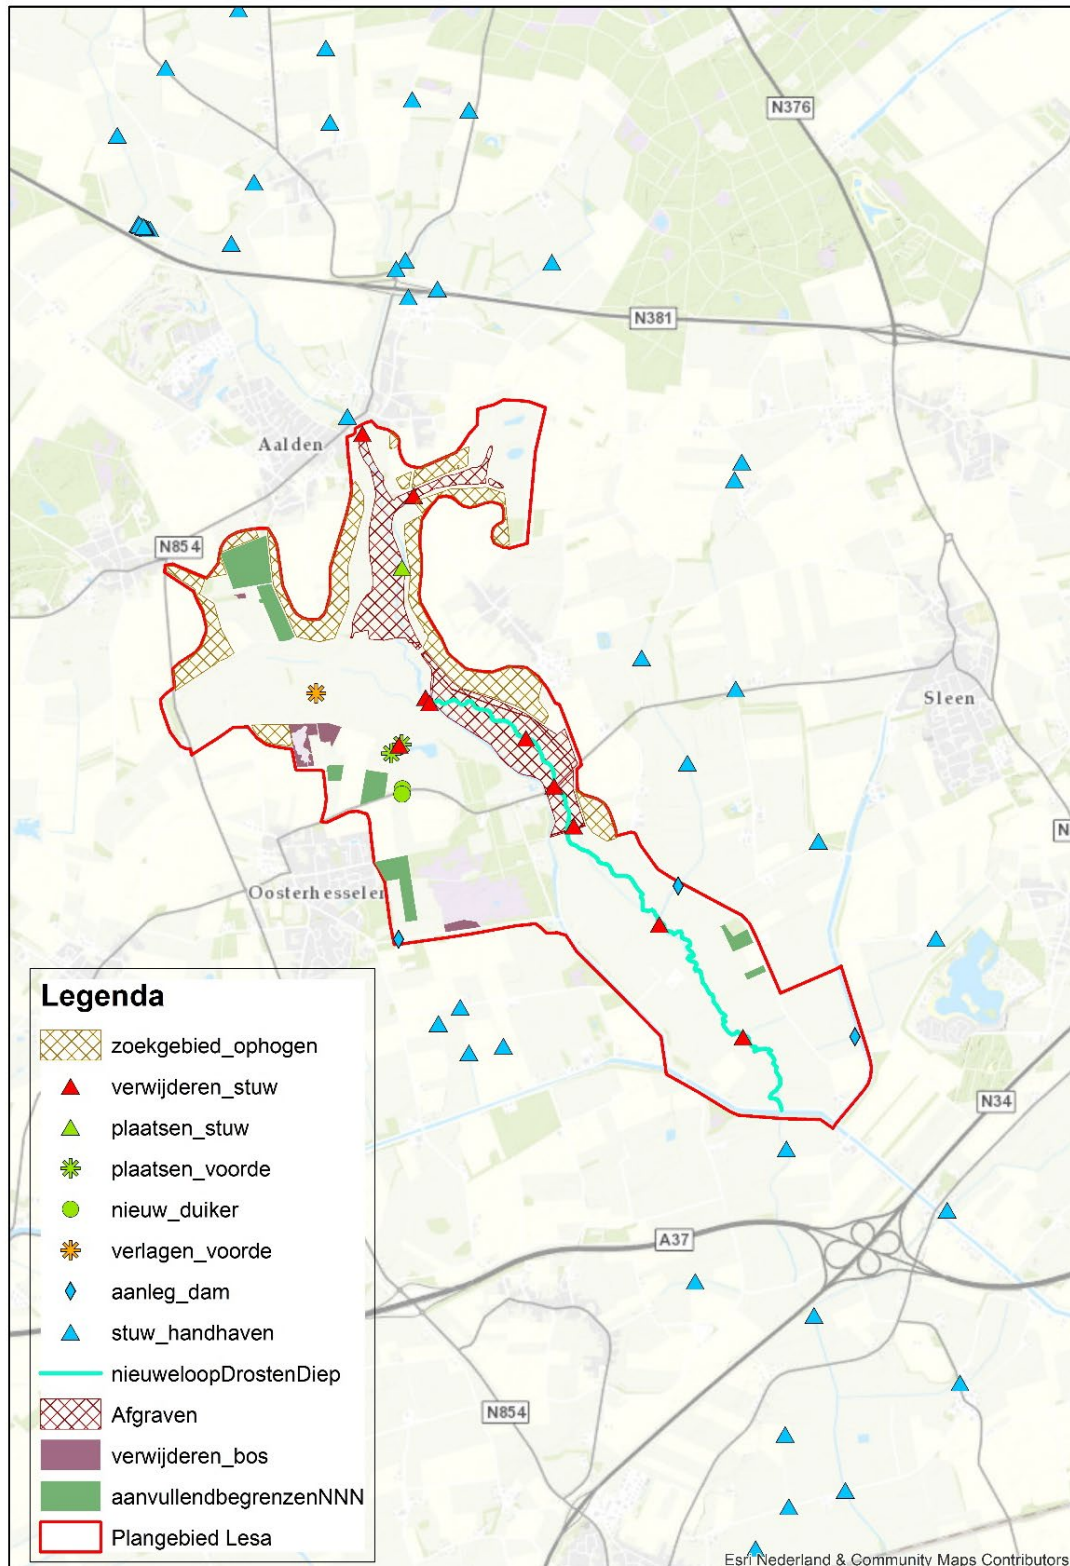 N376
N381
Aalden
N854
Sleen
N
Oosterhesselen
Legenda
zoekgebied_ophogen
verwijderen_stuw
plaatsen_stuw
plaatsen_voorde
nieuw_duiker
verlagen_voorde
aanleg_dam
stuw_handhaven
nieuweloopDrostenDiep
Afgraven
verwijderen_bos
aanvullendbegrenzenNNN
Plangebied Lesa
N34
A37
N854
Esri Nederland & Community Maps Contributors